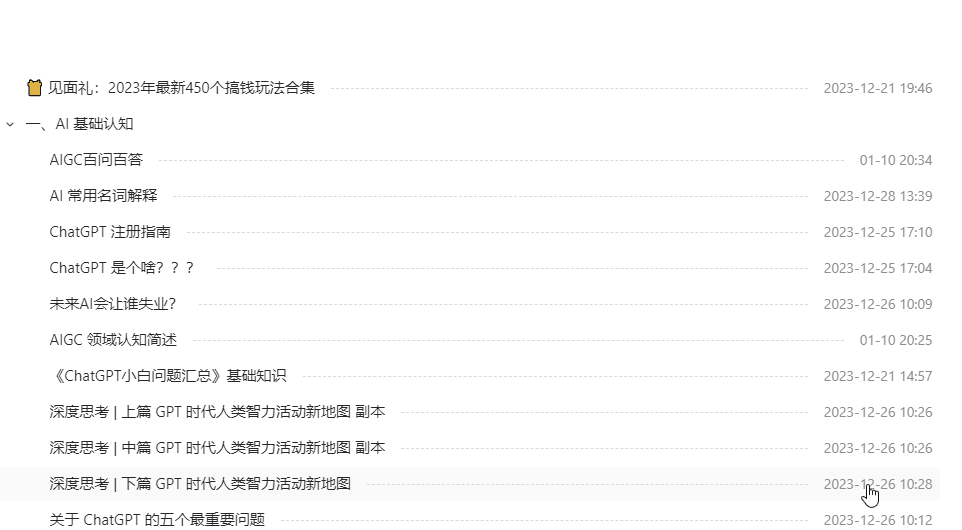 见面礼：2023年最新450个搞钱玩法合集 2023-12-21 19:46
一、AI 基础认知
AIGC百问百答 01-10 20:34
AI 常用名词解释 2023-12-28 13:39
ChatGPT 注册指南 2023-12-25 17:10
ChatGPT 是个啥？？？ 2023-12-25 17:04
未来AI会让谁失业？ 2023-12-26 10:09
AIGC 领域认知简述 01-10 20:25
《ChatGPT小白问题汇总》基础知识 2023-12-21 14:57
深度思考 | 上篇 GPT 时代人类智力活动新地图 副本 2023-12-26 10:26
深度思考 | 中篇 GPT 时代人类智力活动新地图 副本 2023-12-26 10:26
深度思考 | 下篇 GPT 时代人类智力活动新地图 2023-12-26 10:28
关于 ChatGPT 的五个最重要问题 2023-12-26 10:12